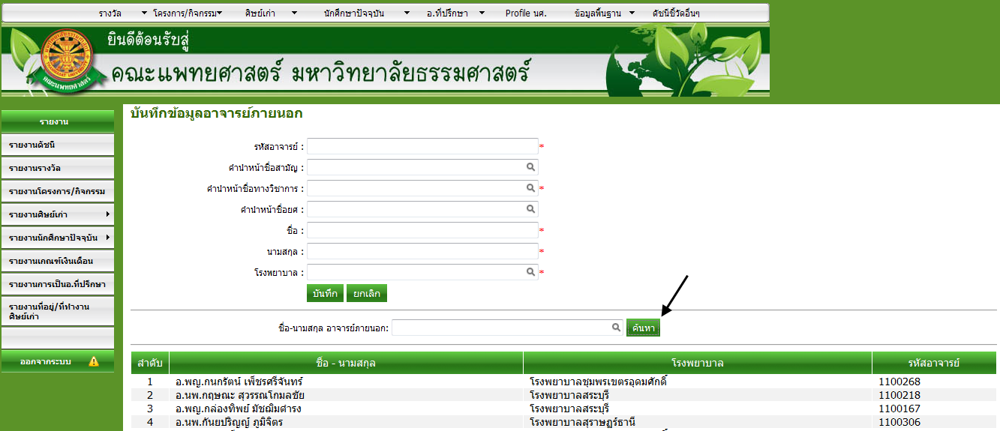 รางวัล โครงการ/กิจกรรม ศิษย์เก่า นักศึกษาปัจจุบัน อ.ที่ปรึกษา Profile นศ. ข้อมูลพื้นฐาน ดัชนีชี้วัดอื่นๆ
ยินดีต้อนรับสู่
คณะแพทยศาสตร์ มหาวิทยาลัยธรรมศาสตร์
รายงาน
รายงานดัชนี
รายงานรางวัล
รายงานโครงการ/กิจกรรม
รายงานศิษย์เก่า
รายงานนักศึกษาปัจจุบัน
รายงานเกณฑ์เงินเดือน
รายงานการเป็นอ.ที่ปรึกษา
รายงานที่อยู่/ที่ทำงาน
ศิษย์เก่า
ออกจากระบบ
บันทึกข้อมูลอาจารย์ภายนอก
รหัสอาจารย์ : *
คำนำหน้าชื่อสามัญ :
คำนำหน้าชื่อทางวิชาการ : *
คำนำหน้าชื่อยศ :
ชื่อ : *
นามสกุล : *
โรงพยาบาล : *
บันทึก ยกเลิก
ชื่อ-นามสกุล อาจารย์ภายนอก: ค้นหา
ลำดับ ชื่อ - นามสกุล โรงพยาบาล รหัสอาจารย์
1 อ.พญ.กนกรัตน์ เพ็ชรศรีจันทร์ โรงพยาบาลชุมพรเขตรอุดมศักดิ์ 1100268
2 อ.นพ.กฤษณะ สุวรรณโกมลชัย โรงพยาบาลสระบุรี 1100218
3 อ.พญ.กล่องทิพย์ มัชฌิมดำรง โรงพยาบาลสระบุรี 1100167
4 อ.นพ.กันยปริญญ์ ภูมิจิตร โรงพยาบาลสุราษฎร์ธานี 1100306